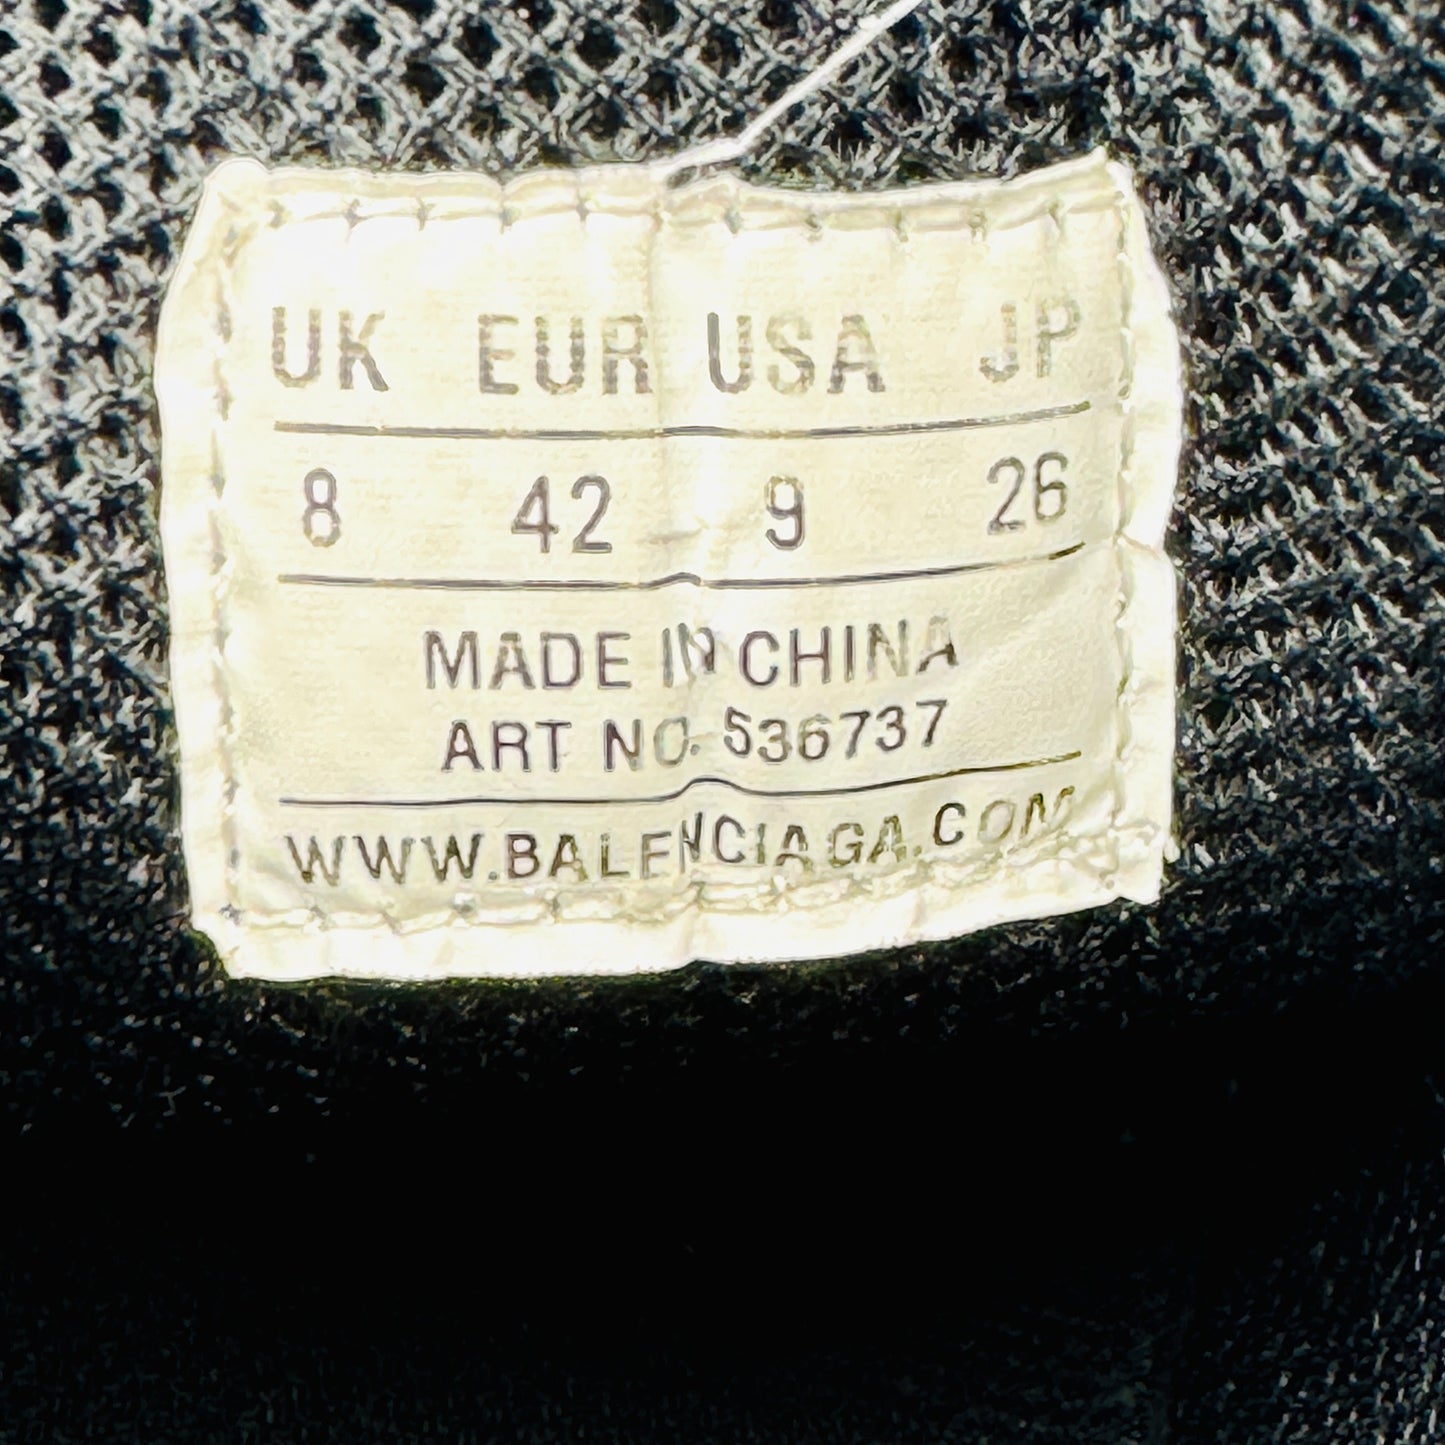 UK EUR USA JP
8 42 9 26
MADE IN CHINA
ART NO. 536737
WWW.BALENCIAGA.COM